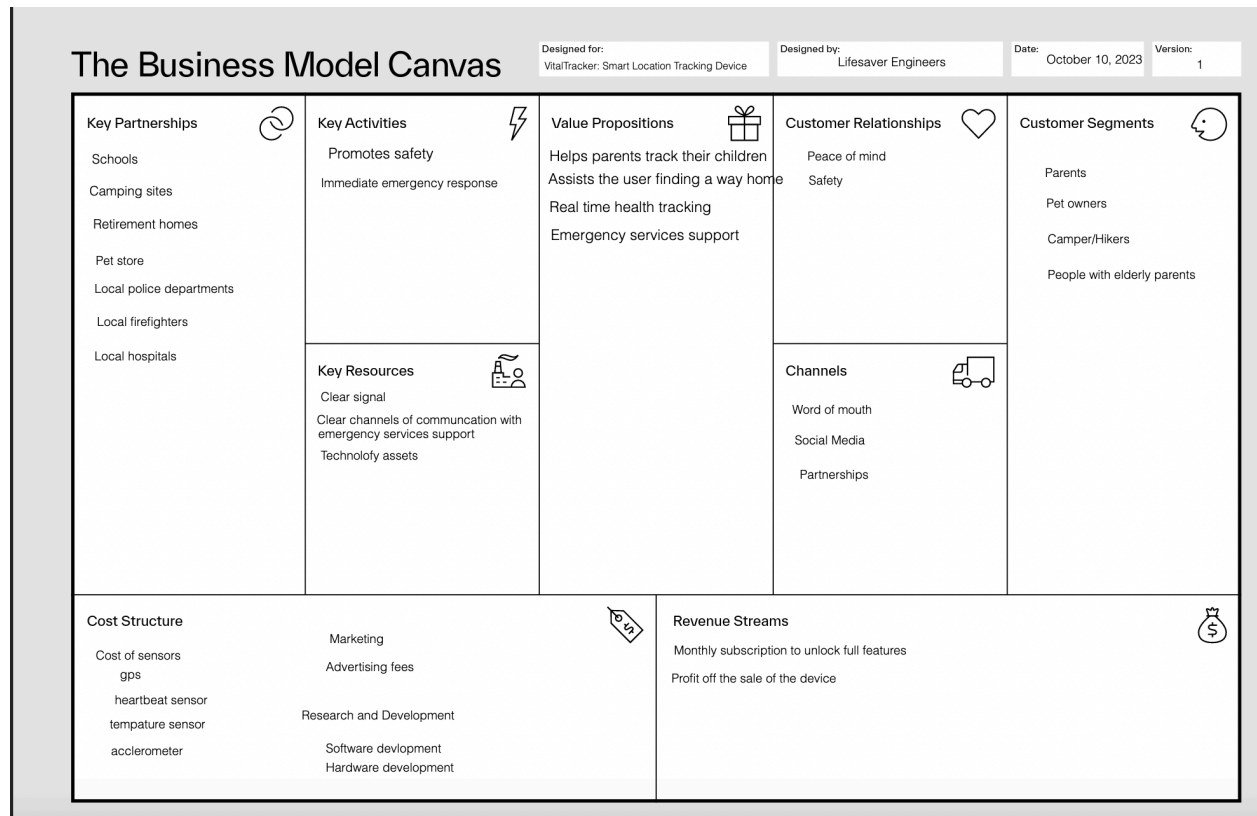 The Business Model Canvas
Designed for:
VitalTracker: Smart Location Tracking Device
Designed by:
Lifesaver Engineers
Date:
October 10, 2023
Version:
1
Key Partnerships
Schools
Camping sites
Retirement homes
Pet store
Local police departments
Local firefighters
Local hospitals
Key Activities
Promotes safety
Immediate emergency response
Key Resources
Clear signal
Clear channels of communcation with
emergency services support
Technolofy assets
Value Propositions
Helps parents track their children
Assists the user finding a way home
Real time health tracking
Emergency services support
Customer Relationships
Peace of mind
Safety
Channels
Word of mouth
Social Media
Partnerships
Customer Segments
Parents
Pet owners
Camper/Hikers
People with elderly parents
Cost Structure
Cost of sensors
gps
heartbeat sensor
tempature sensor
acclerometer
Marketing
Advertising fees
Research and Development
Software devlopment
Hardware development
Revenue Streams
Monthly subscription to unlock full features
Profit off the sale of the device